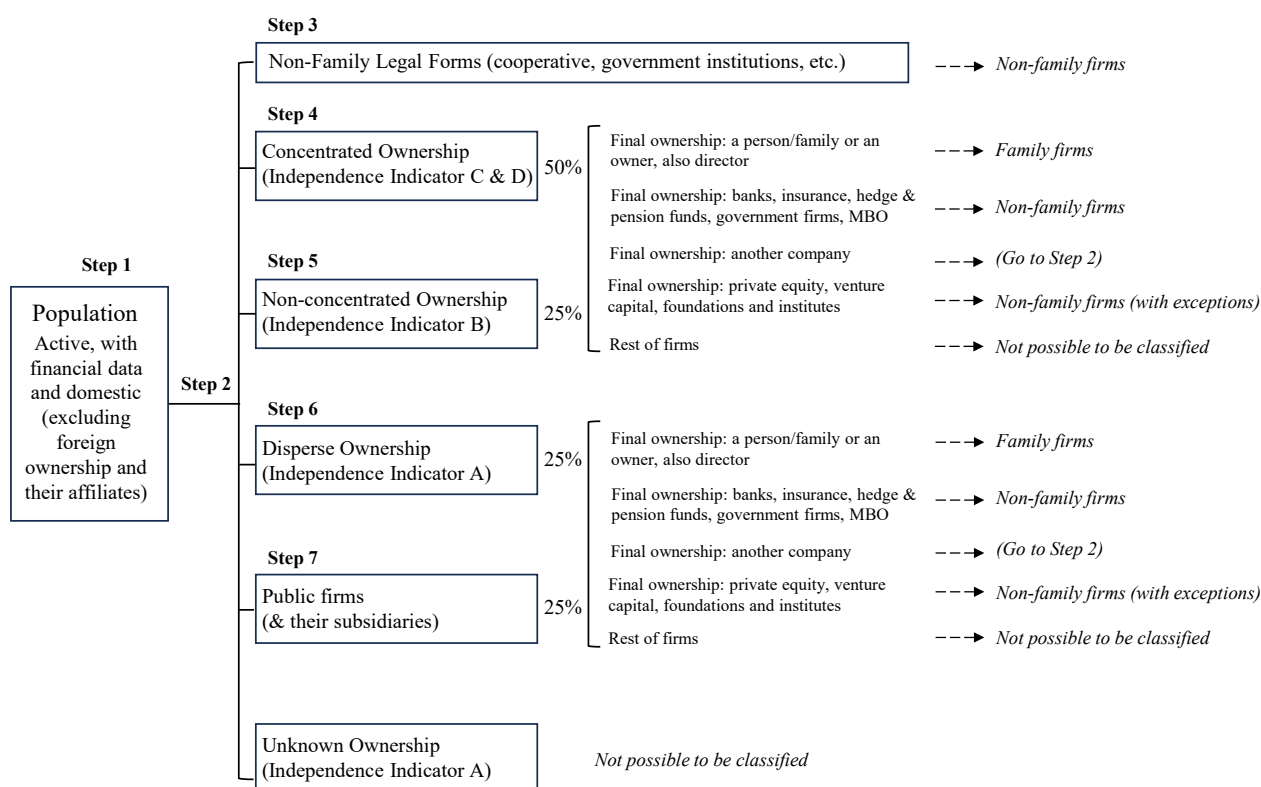 Step 3
Non-Family Legal Forms (cooperative, government institutions, etc.)
Non-family firms
Step 4
Concentrated Ownership
(Independence Indicator C & D)
50%
Final ownership: a person/family or an
owner, also director
Family firms
Final ownership: banks, insurance, hedge &
pension funds, government firms, MBO
Non-family firms
Final ownership: another company
(Go to Step 2)
Step 5
Non-concentrated Ownership
(Independence Indicator B)
25%
Final ownership: private equity, venture
capital, foundations and institutes
Non-family firms (with exceptions)
Rest of firms
Not possible to be classified
Step 1
Population
Active, with
financial data
and domestic
(excluding
foreign
ownership and
their affiliates)
Step 2
Step 6
Disperse Ownership
(Independence Indicator A)
25%
Final ownership: a person/family or an
owner, also director
Family firms
Final ownership: banks, insurance, hedge &
pension funds, government firms, MBO
Non-family firms
Final ownership: another company
(Go to Step 2)
Step 7
Public firms
(& their subsidiaries)
25%
Final ownership: private equity, venture
capital, foundations and institutes
Non-family firms (with exceptions)
Rest of firms
Not possible to be classified
Unknown Ownership
(Independence Indicator A)
Not possible to be classified